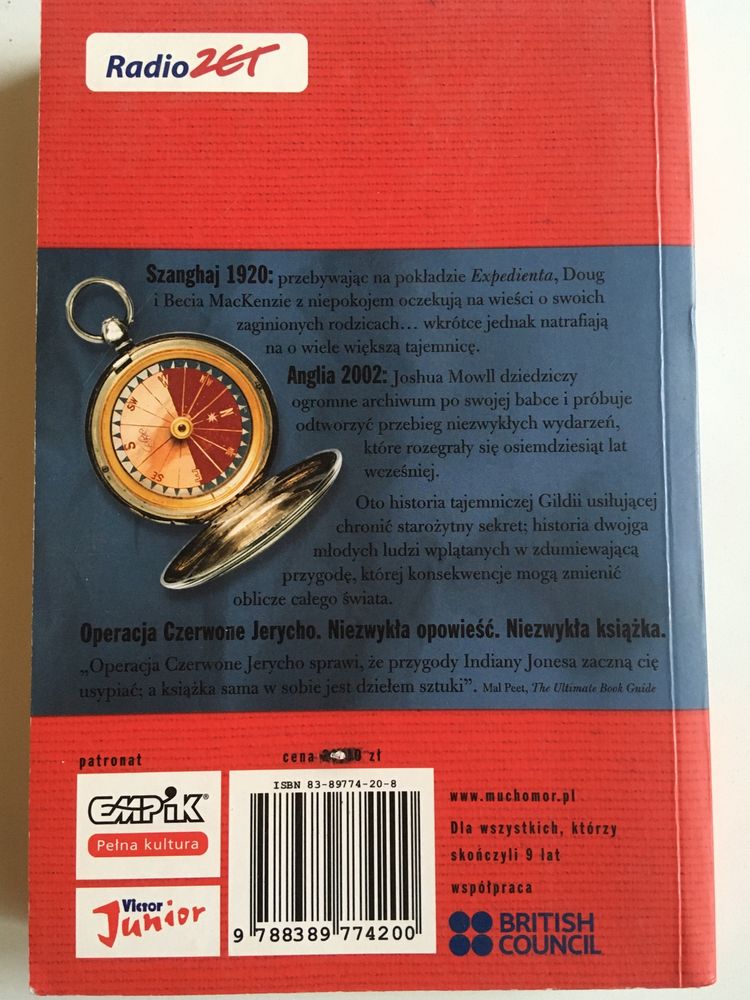 Radio ZET
Szanghaj 1920: przebywając na pokładzie Expedienta, Doug
i Becia MacKenzie z niepokojem oczekują na wieści o swoich
zaginionych rodzicach... wkrótce jednak natrafiają
na o wiele większą tajemnicę.
Anglia 2002: Joshua Mowll dziedziczy
ogromne archiwum po swojej babce i próbuje
odtworzyć przebieg niezwykłych wydarzeń,
które rozegrały się osiemdziesiąt lat
wcześniej.
Oto historia tajemniczej Gildii usiłującej
chronić starożytny sekret; historia dwojga
młodych ludzi wplątanych w zdumiewającą
przygodę, której konsekwencje mogą zmienić
oblicze całego świata.
Operacja Czerwone Jerycho. Niezwykła opowieść. Niezwykła książka.
„Operacja Czerwone Jerycho sprawi, że przygody Indiany Jonesa zaczną cię
usypiać; a książka sama w sobie jest dziełem sztuki”. Mal Peet, The Ultimate Book Guide
patronat
cena zł
EMPiK®
Pełna kultura
Victor
Junior
ISBN 83-89774-20-8
9 788389 774200
www.muchomor.pl
Dla wszystkich, którzy
skończyli 9 lat
współpraca
BRITISH
COUNCIL
N
S
SW
SE